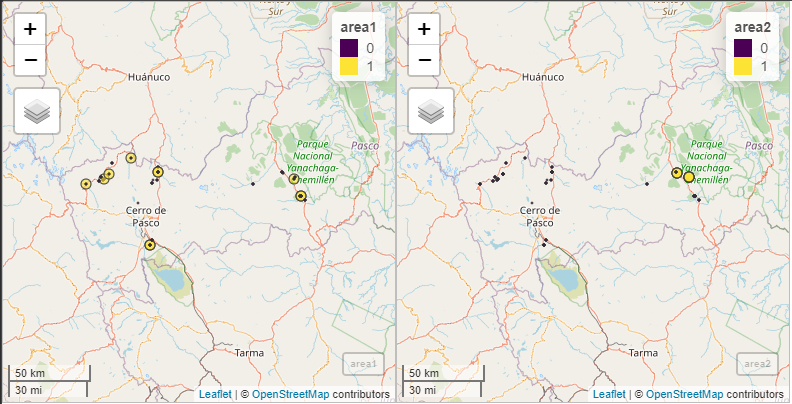 Sur
+
−
area1
0
1
Huánuco
Parque
Nacional
Yanachaga-
Chemillén
Pasco
Cerro de
Pasco
Tarma
area1
50 km
30 mi
Leaflet | © OpenStreetMap contributors
Sur
+
−
area2
0
1
Huánuco
Parque
Nacional
Yanachaga-
Chemillén
Pasco
Cerro de
Pasco
Tarma
area2
50 km
30 mi
Leaflet | © OpenStreetMap contributors